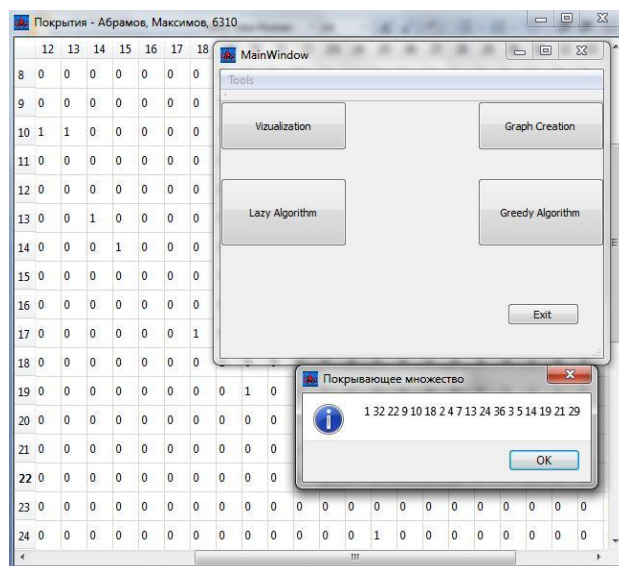 Покрытия - Абрамов, Максимов, 6310
12 13 14 15 16 17 18
8 0 0 0 0 0 0 0
9 0 0 0 0 0 0 0
10 1 1 0 0 0 0 0
11 0 0 0 0 0 0 0
12 0 0 0 0 0 0 0
13 0 0 1 0 0 0 0
14 0 0 0 1 0 0 0
15 0 0 0 0 0 0 0
16 0 0 0 0 0 0 0
17 0 0 0 0 0 0 1
18 0 0 0 0 0 0 0
19 0 0 0 0 0 0 0 0 1 0
20 0 0 0 0 0 0 0 0 0 0
21 0 0 0 0 0 0 0 0 0 0
22 0 0 0 0 0 0 0 0 0 0
23 0 0 0 0 0 0 0 0 0 0 0 0 0 0 0 0 0 0 0 0 0 0
24 0 0 0 0 0 0 0 0 0 0 0 0 0 1 0 0 0 0 0 0 0 0
MainWindow
Tools
Vizualization
Graph Creation
Lazy Algorithm
Greedy Algorithm
Exit
Покрывающее множество
1 32 22 9 10 18 2 4 7 13 24 36 3 5 14 19 21 29
OK